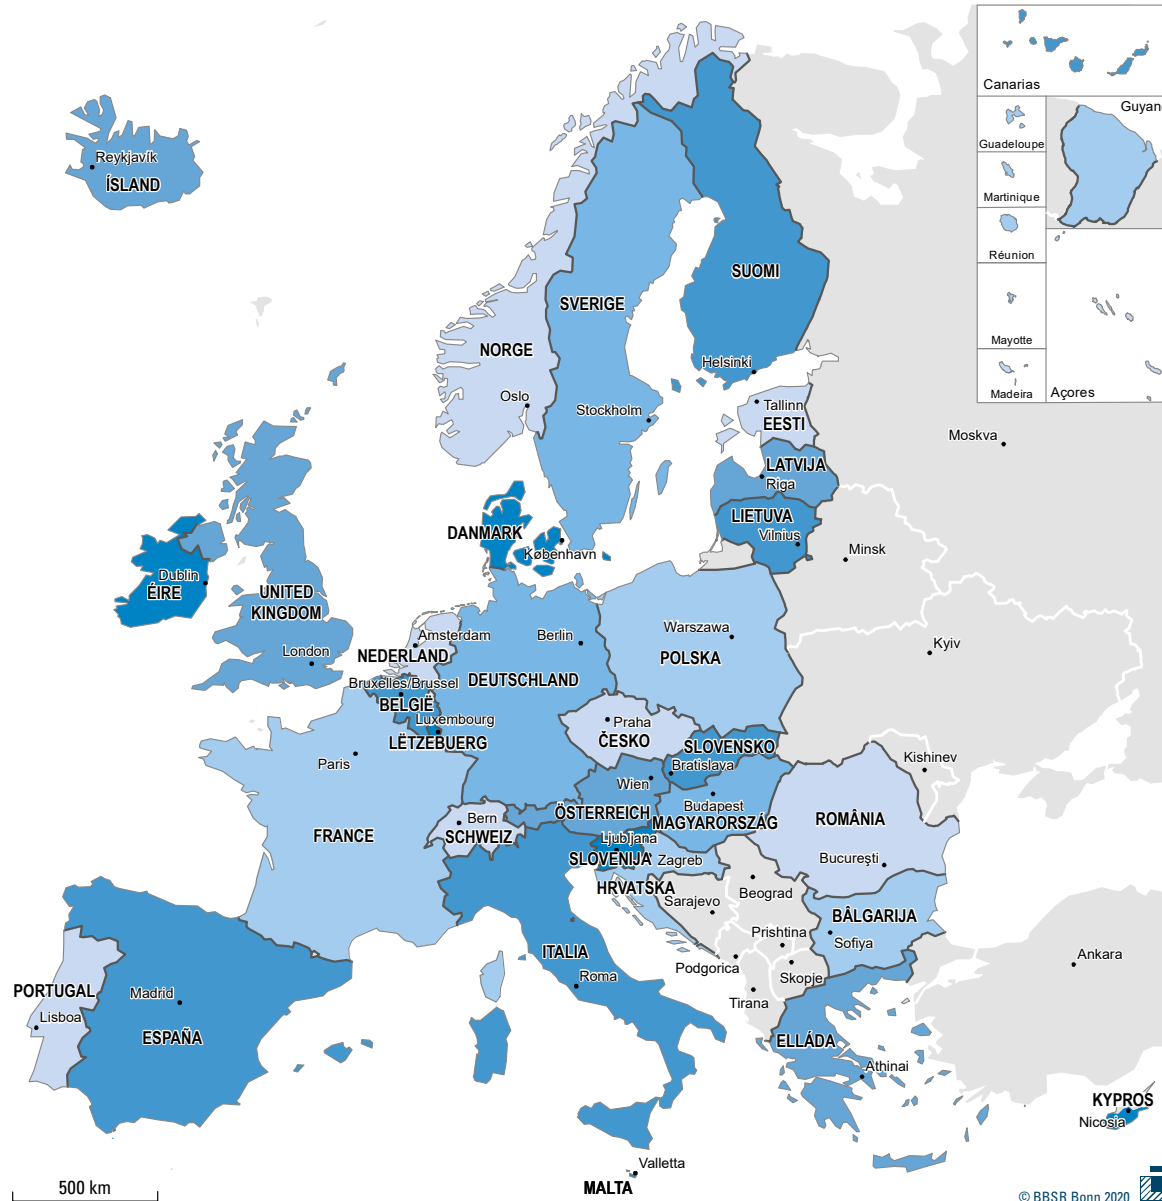 Canarias
Guyan
Guadeloupe
Martinique
Réunion
Mayotte
Madeira
Açores
Reykjavík
ÍSLAND
SUOMI
SVERIGE
NORGE
Helsinki
Oslo
Stockholm
Tallinn
EESTI
Moskva
LATVIJA
Riga
LIETUVA
Vilnius
DANMARK
København
Minsk
Dublin
ÉIRE
UNITED
KINGDOM
London
Amsterdam
NEDERLAND
Berlin
Warszawa
POLSKA
Kyiv
Bruxelles/Brussel
BELGIË
DEUTSCHLAND
Luxembourg
LËTZEBUERG
Praha
ČESKO
SLOVENSKO
Bratislava
Kishinev
Paris
Wien
Budapest
MAGYARORSZÁG
ÖSTERREICH
Bern
SCHWEIZ
FRANCE
ROMÂNIA
Bucureşti
Ljubljana
SLOVENIJA
Zagreb
HRVATSKA
Beograd
Sarajevo
BÂLGARIJA
Sofiya
Prishtina
Podgorica
Skopje
Tirana
Ankara
ITALIA
Roma
PORTUGAL
Lisboa
Madrid
ESPAÑA
ELLÁDA
Athinai
KYPROS
Nicosia
Valletta
MALTA
500 km
© BBSR Bonn 2020